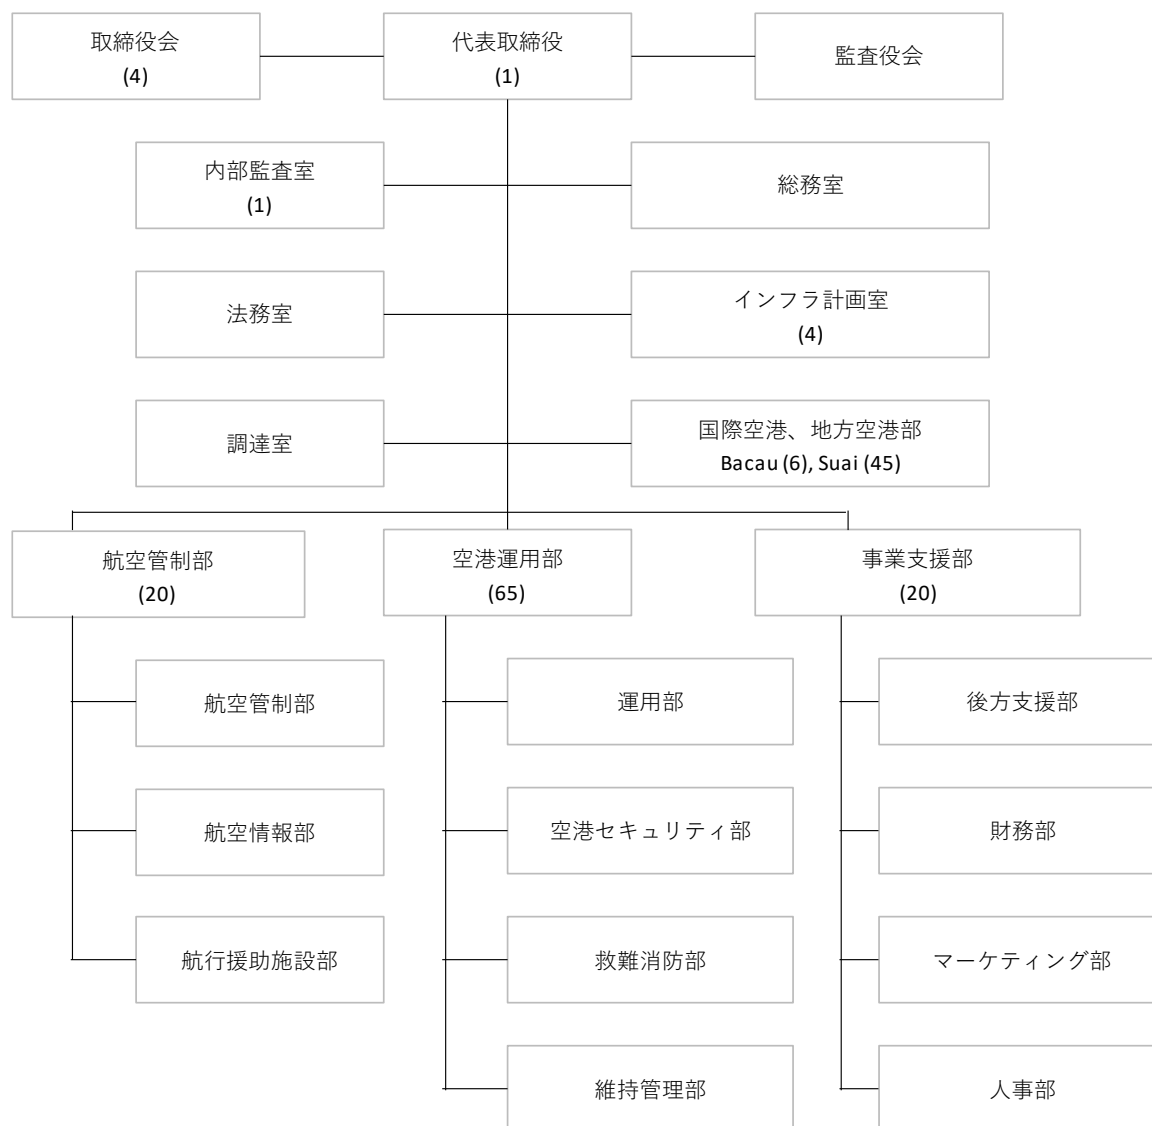 取締役会
(4)
代表取締役
(1)
監査役会
内部監査室
(1)
総務室
法務室
インフラ計画室
(4)
調達室
国際空港、地方空港部
Bacau (6), Suai (45)
航空管制部
(20)
空港運用部
(65)
事業支援部
(20)
航空管制部
運用部
後方支援部
航空情報部
空港セキュリティ部
財務部
航行援助施設部
救難消防部
マーケティング部
維持管理部
人事部